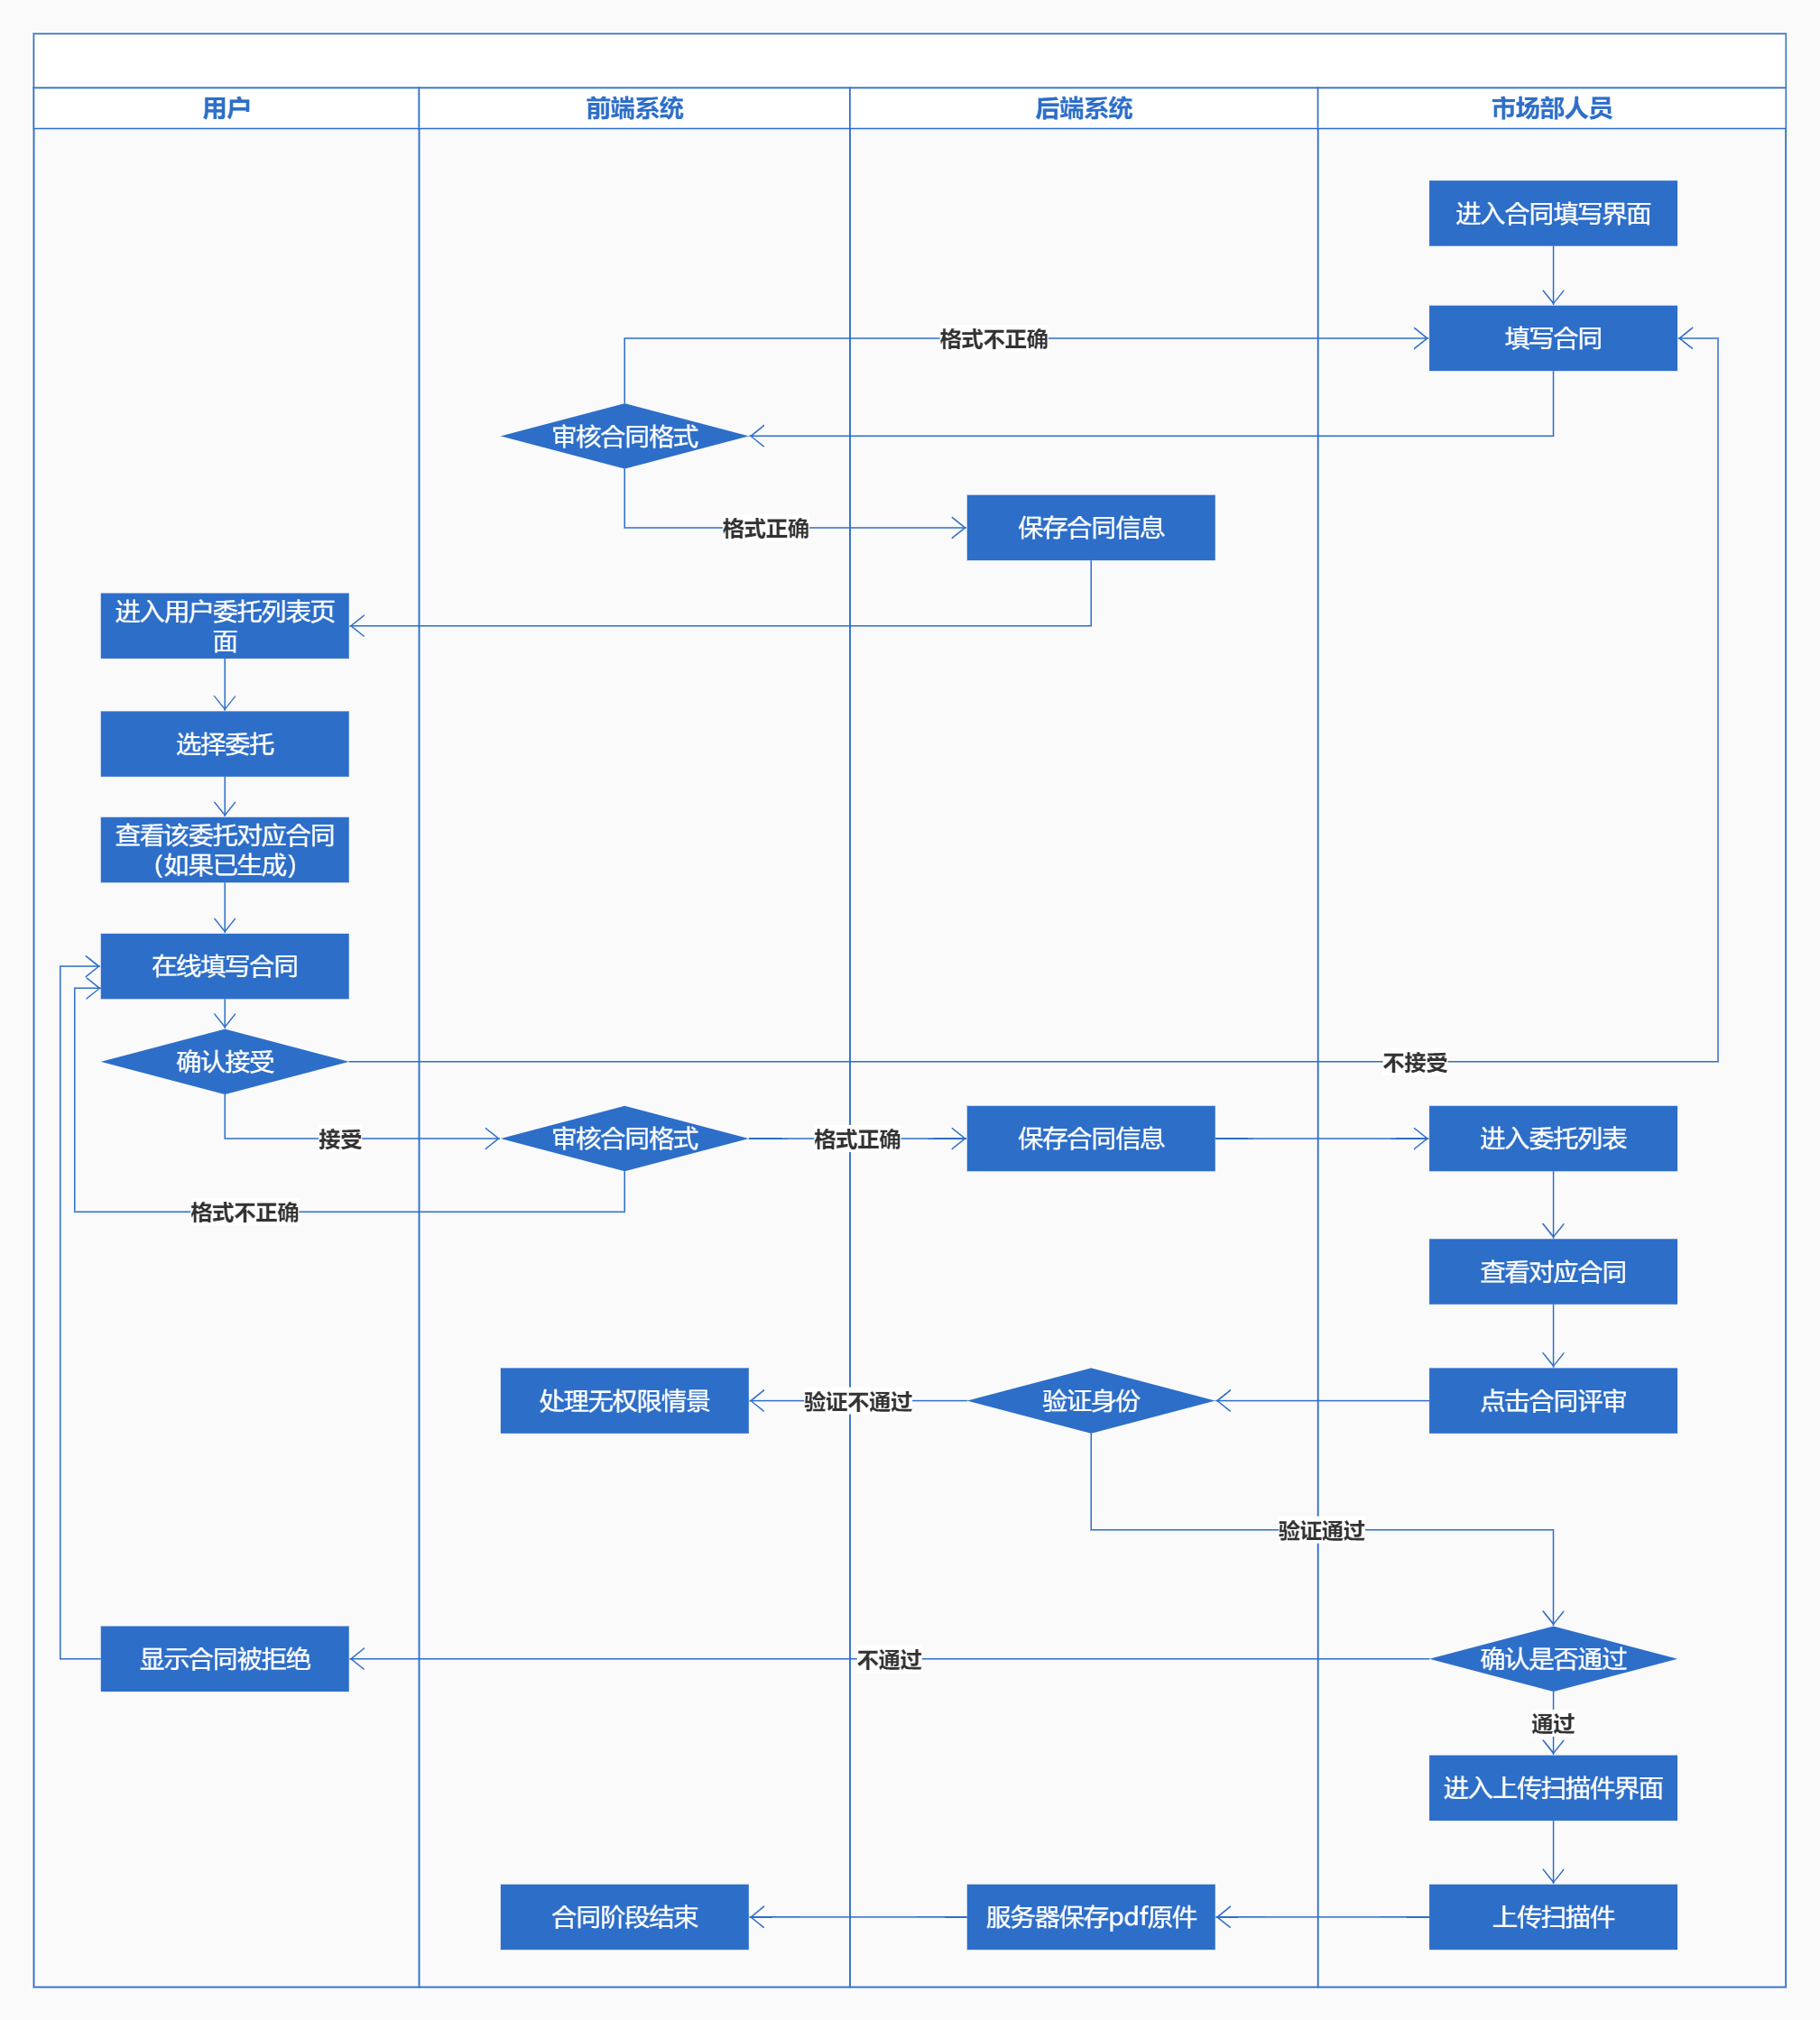 用户
前端系统
后端系统
市场部人员
进入合同填写界面
格式不正确
填写合同
审核合同格式
格式正确
保存合同信息
进入用户委托列表页
面
选择委托
查看该委托对应合同
（如果已生成）
在线填写合同
确认接受
不接受
接受
审核合同格式
格式正确
保存合同信息
进入委托列表
格式不正确
查看对应合同
处理无权限情景
验证不通过
验证身份
点击合同评审
验证通过
显示合同被拒绝
不通过
确认是否通过
通过
进入上传扫描件界面
合同阶段结束
服务器保存pdf原件
上传扫描件